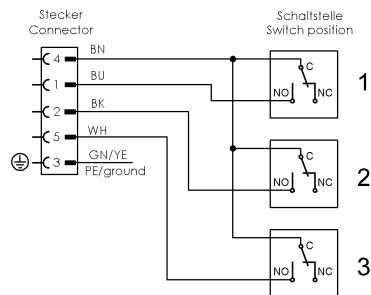 Stecker
Connector
Schaltstelle
Switch position
4 BN
1 BU
2 BK
5 WH
3 GN/YE
PE/ground
C
NO NC
1
C
NO NC
2
C
NO NC
3